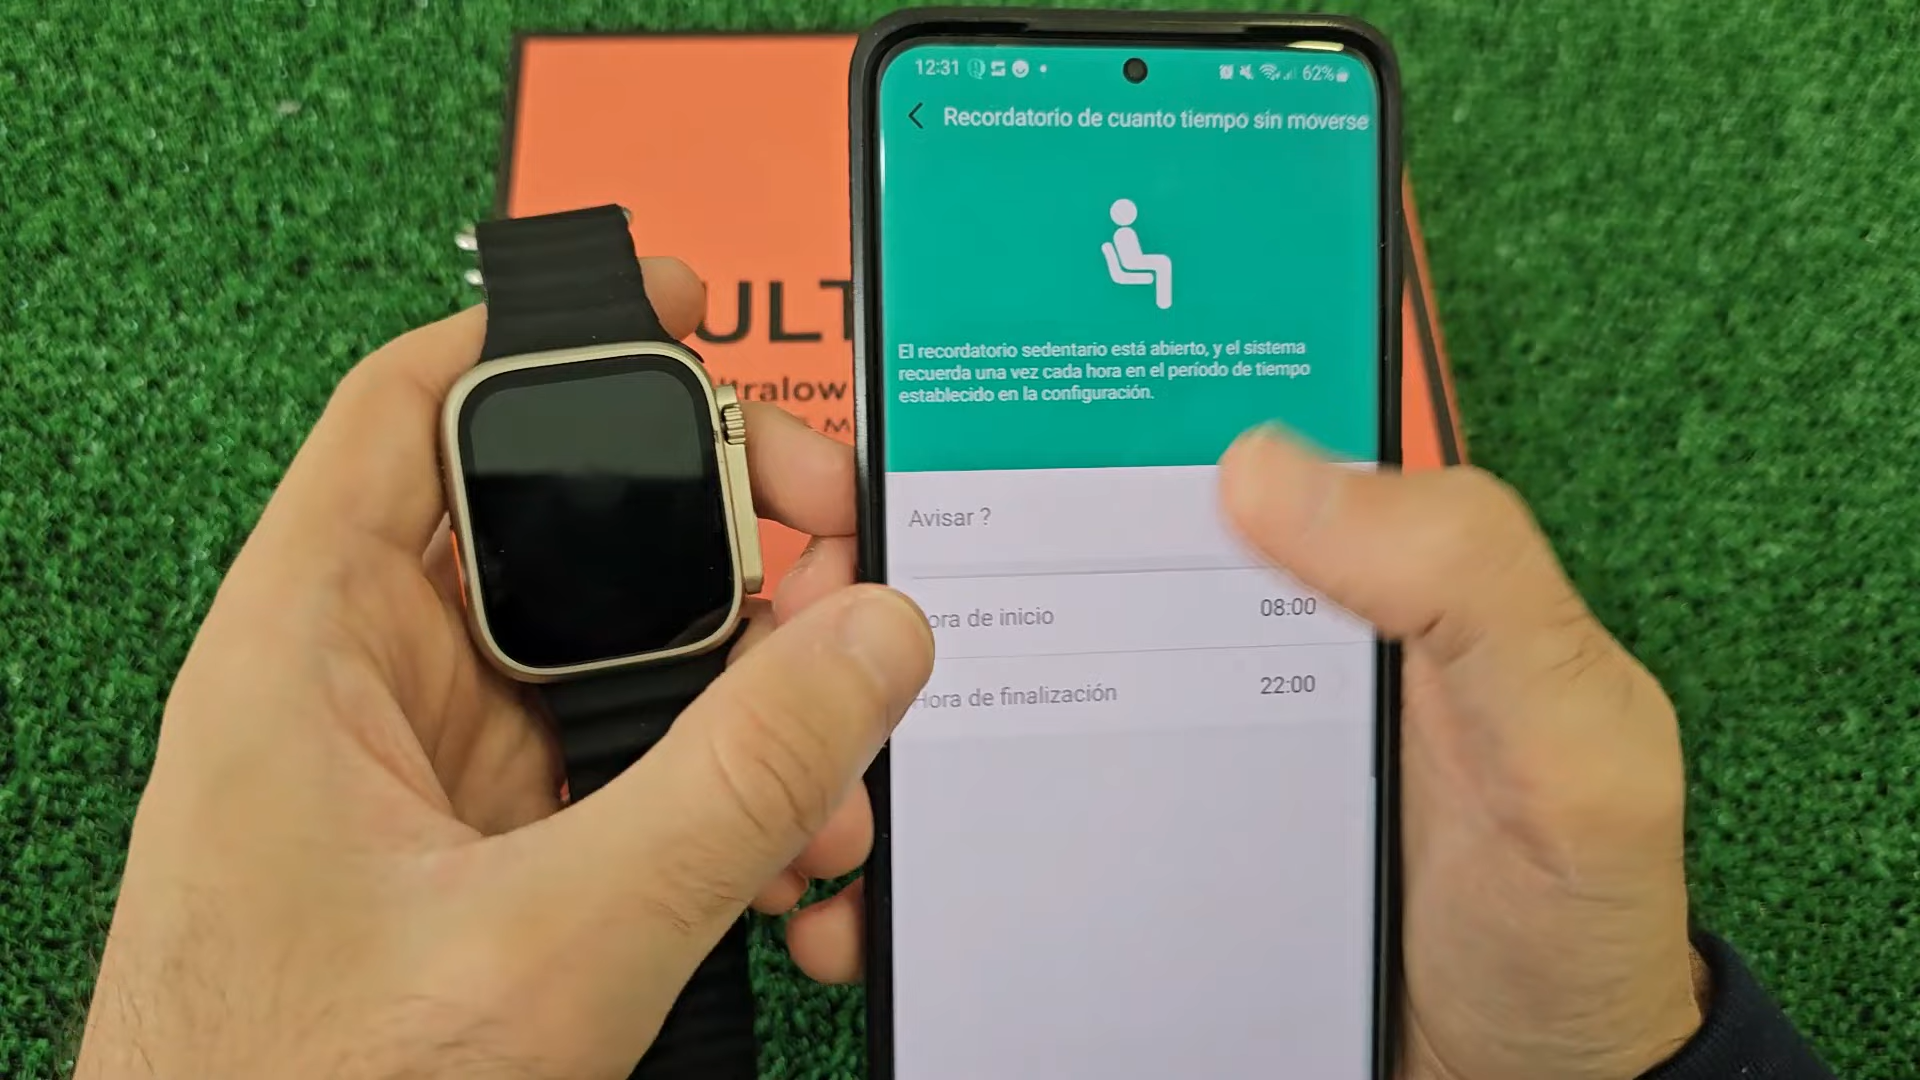 12:31
62%
Recordatorio de cuanto tiempo sin moverse
El recordatorio sedentario está abierto, y el sistema
recuerda una vez cada hora en el período de tiempo
establecido en la configuración.
Avisar ?
ora de inicio 08:00
Hora de finalización 22:00
ULT
tralow
M